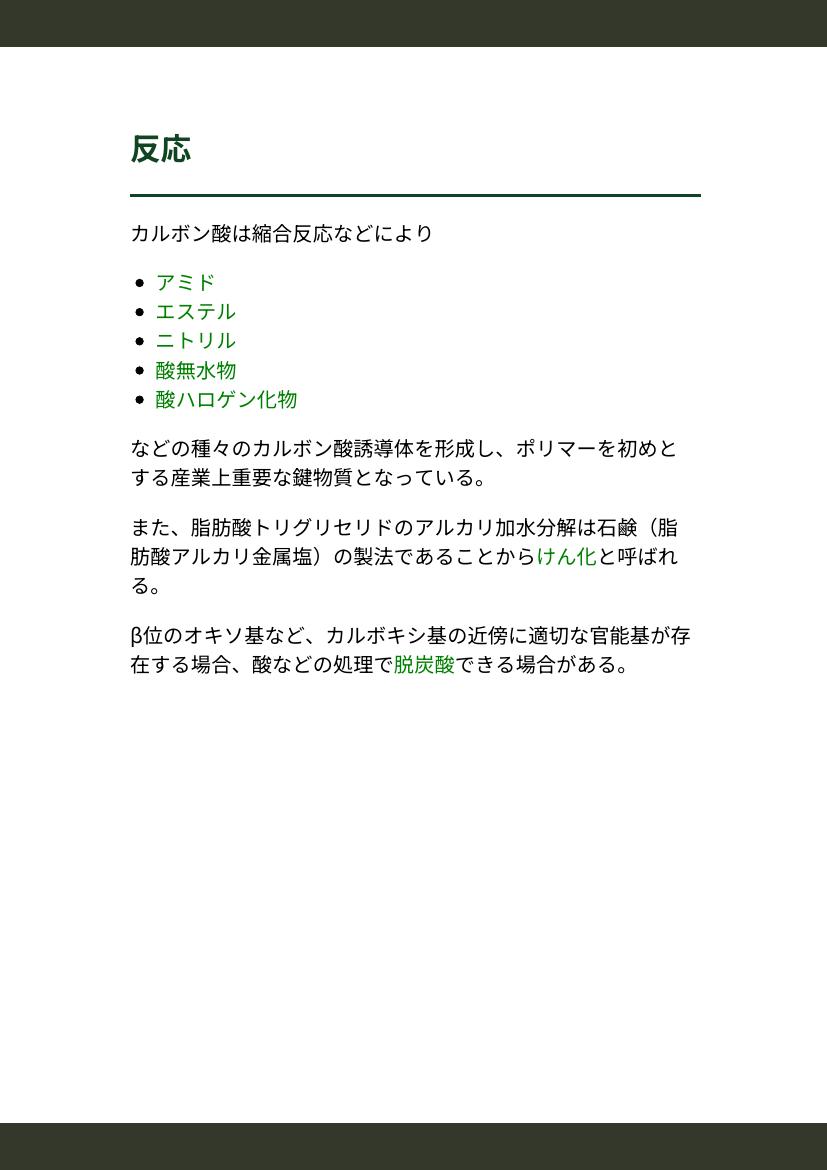 反応
カルボン酸は縮合反応などにより
アミド
エステル
ニトリル
酸無水物
酸ハロゲン化物
などの種々のカルボン酸誘導体を形成し、ポリマーを初めと
する産業上重要な鍵物質となっている。
また、脂肪酸トリグリセリドのアルカリ加水分解は石鹸（脂
肪酸アルカリ金属塩）の製法であることからけん化と呼ばれ
る。
β位のオキソ基など、カルボキシ基の近傍に適切な官能基が存
在する場合、酸などの処理で脱炭酸できる場合がある。